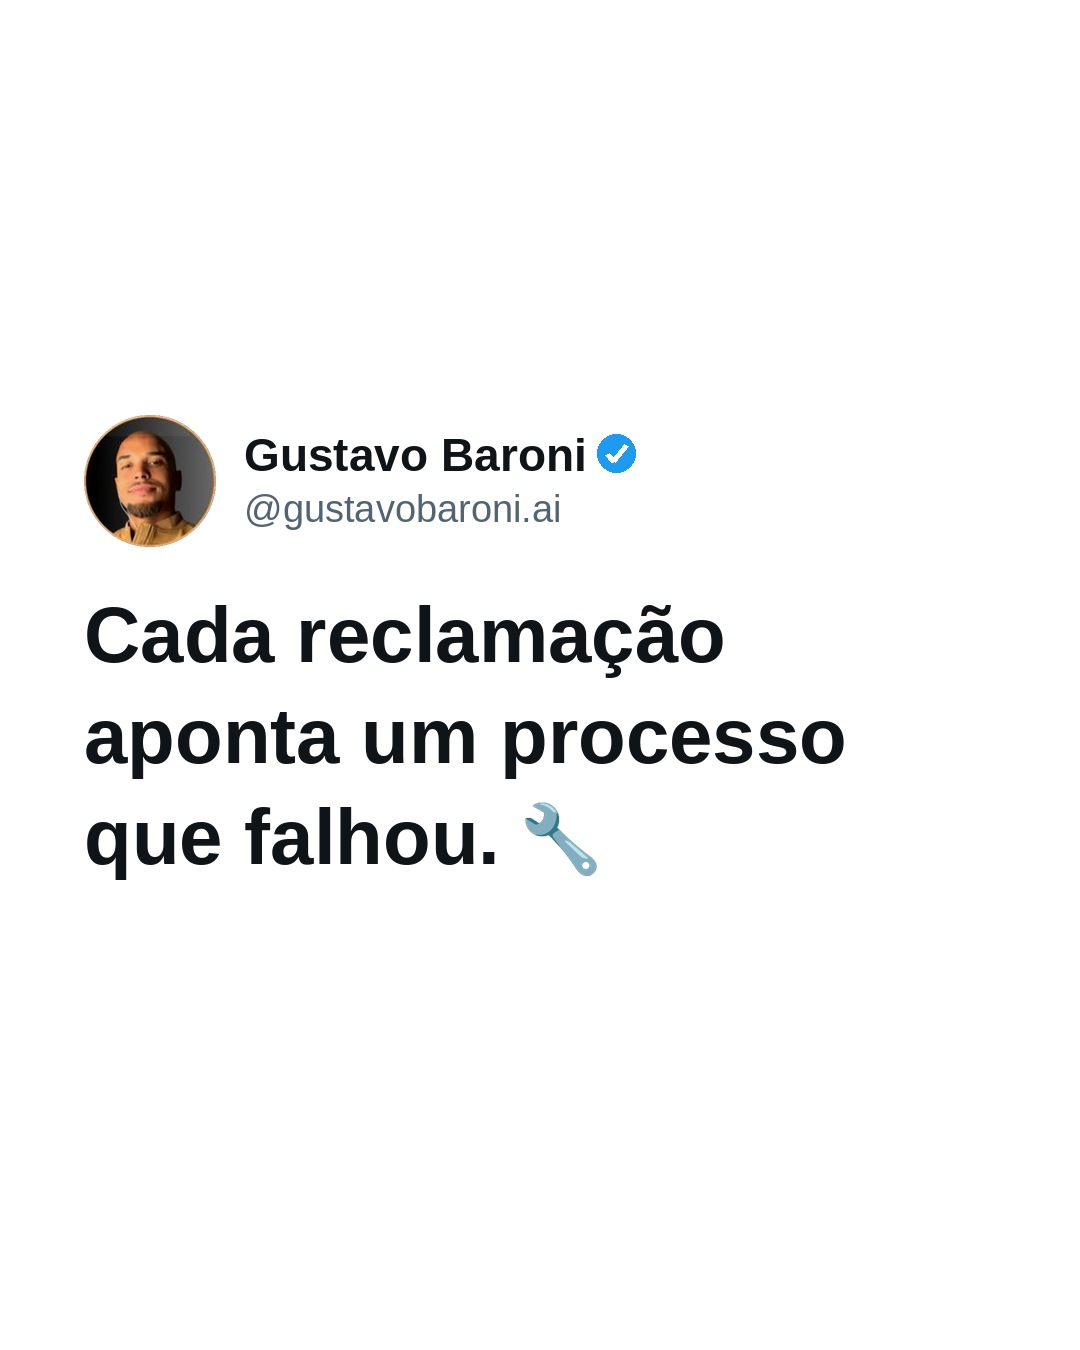 Gustavo Baroni
@gustavobaroni.ai
Cada reclamação
aponta um processo
que falhou. 🔧